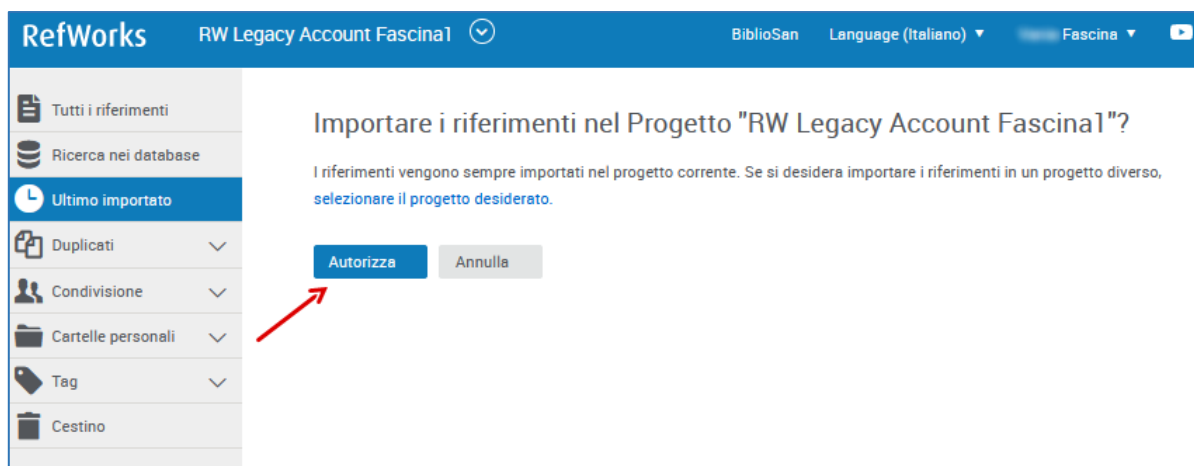 RefWorks RW Legacy Account Fascina1 BiblioSan Language (Italiano) Fascina
Tutti i riferimenti
Ricerca nei database
Ultimo importato
Duplicati
Condivisione
Cartelle personali
Tag
Cestino
Importare i riferimenti nel Progetto "RW Legacy Account Fascina1"?
I riferimenti vengono sempre importati nel progetto corrente. Se si desidera importare i riferimenti in un progetto diverso,
selezionare il progetto desiderato.
Autorizza Annulla